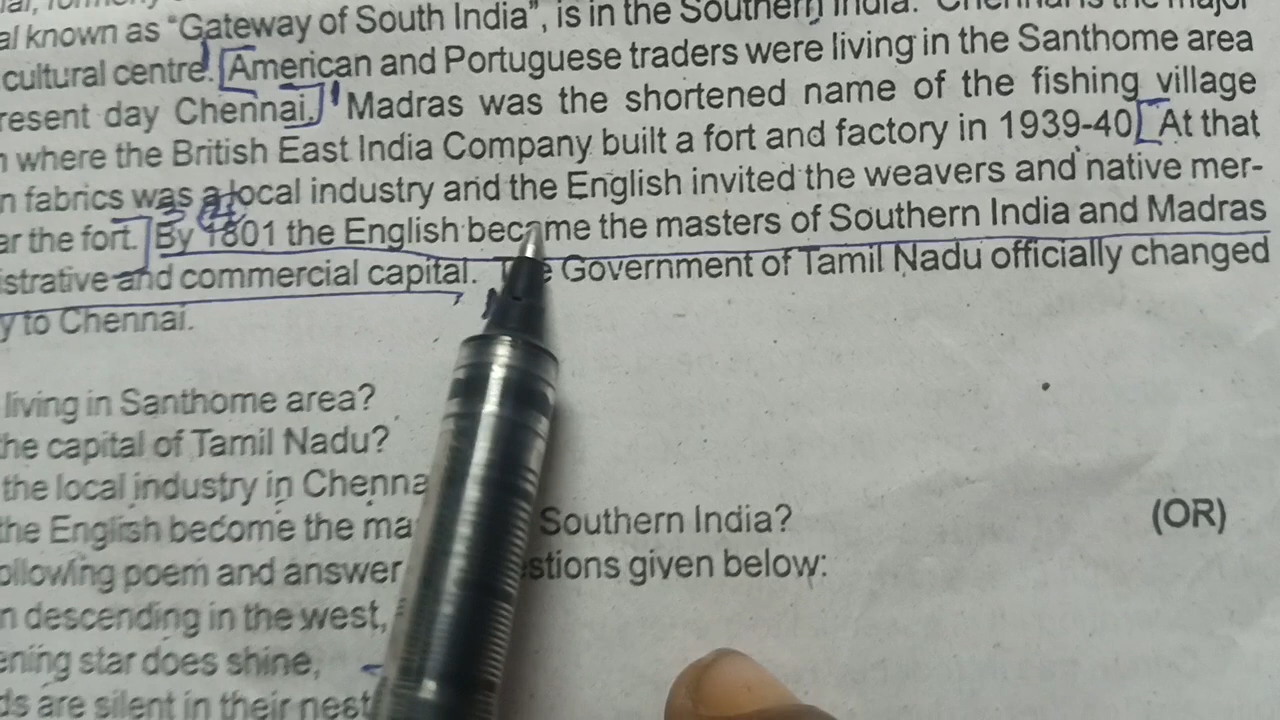 al known as “Gateway of South India”, is in the Southern India.
cultural centre. American and Portuguese traders were living in the Santhome area
resent day Chennai. Madras was the shortened name of the fishing village
where the British East India Company built a fort and factory in 1939-40. At that
n fabrics was a local industry and the English invited the weavers and native mer-
ar the fort. By 1801 the English became the masters of Southern India and Madras
istrative and commercial capital. The Government of Tamil Nadu officially changed
y to Chennai.
living in Santhome area?
the capital of Tamil Nadu?
the local industry in Chenna
the English become the ma Southern India? (OR)
ollowing poem and answer estions given below:
n descending in the west,
ening star does shine,
ds are silent in their nest